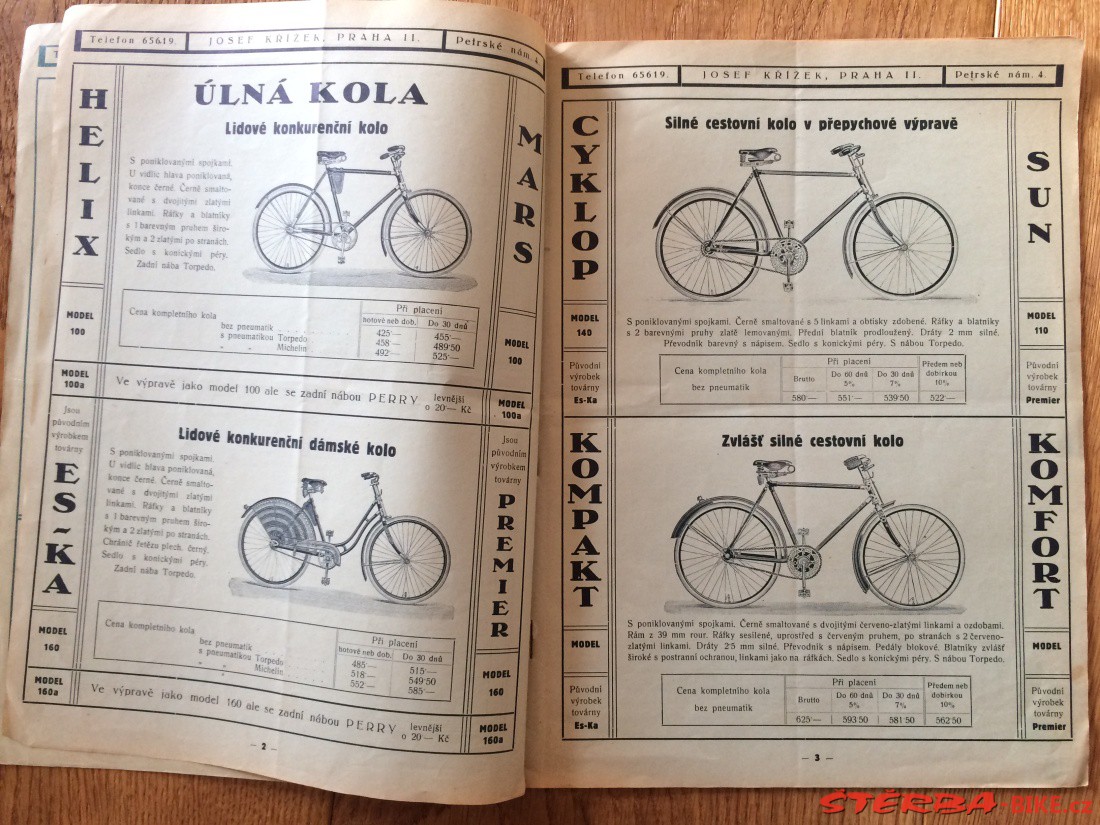 Telefon 65619. JOSEF KŘÍŽEK, PRAHA II. Petrské nám. 4.
HELIX
MODEL
100
MODEL
100a
ÚLNÁ KOLA
Lidové konkurenční kolo
S poniklovanými spojkami.
U vidlic hlava poniklovaná,
konce černé. Černě smalto-
vané s dvojitými zlatými
linkami. Ráfky a blatníky
s 1 barevným pruhem širo-
kým a 2 zlatými po stranách.
Sedlo s konickými péry.
Zadní nába Torpedo.
MARS
MODEL
100
MODEL
100a
Cena kompletního kola
bez pneumatik
s pneumatikou Torpedo
„ „ Michelin
Při placení
hotově neb dob. Do 30 dnů
425·— 455·—
458·— 489·50
492·— 525·—
Ve výpravě jako model 100 ale se zadní nábou PERRY levnější
o 20·— Kč
Jsou
původním
výrobkem
továrny
ES-KA
MODEL
160
MODEL
160a
Lidové konkurenční dámské kolo
S poniklovanými spojkami.
U vidlic hlava poniklovaná,
konce černé. Černě smalto-
vané s dvojitými zlatými
linkami. Ráfky a blatníky
s 1 barevným pruhem širo-
kým a 2 zlatými po stranách.
Chránič řetězu plech. černý.
Sedlo s konickými péry.
Zadní nába Torpedo.
Jsou
původním
výrobkem
továrny
PREMIER
MODEL
160
MODEL
160a
Cena kompletního kola
bez pneumatik
s pneumatikou Torpedo
„ „ Michelin
Při placení
hotově neb dob. Do 30 dnů
485·— 515·—
518·— 549·50
552·— 585·—
Ve výpravě jako model 160 ale se zadní nábou PERRY levnější
o 20·— Kč
— 2 —
Telefon 65619. JOSEF KŘÍŽEK, PRAHA II. Petrské nám. 4.
CYKLOP
MODEL
140
Původní
výrobek
továrny
Es-Ka
Silné cestovní kolo v přepychové výpravě
SUN
MODEL
110
Původní
výrobek
továrny
Premier
S poniklovanými spojkami. Černě smaltované s 5 linkami a obtisky zdobené. Ráfky a blatníky
s 2 barevnými pruhy zlatě lemovanými. Přední blatník prodloužený. Dráty 2 mm silné.
Převodník barevný s nápisem. Sedlo s konickými péry. S nábou Torpedo.
Cena kompletního kola
bez pneumatik
Při placení Předem neb
dobírkou
10%
Brutto Do 60 dnů
5% Do 30 dnů
7%
580·— 551·— 539·50 522·—
KOMPAKT
MODEL
Původní
výrobek
továrny
Es-Ka
Zvlášť silné cestovní kolo
KOMFORT
MODEL
Původní
výrobek
továrny
Premier
S poniklovanými spojkami. Černě smaltované s dvojitými červeno-zlatými linkami a ozdobami.
Rám z 39 mm rour. Ráfky sesílené, uprostřed s červeným pruhem, po stranách s 2 červeno-
zlatými linkami. Dráty 2·5 mm silné. Převodník s nápisem. Pedály blokové. Blatníky zvlášť
široké s postranní ochranou, linkami jako na ráfkách. Sedlo s konickými péry. S nábou Torpedo.
Cena kompletního kola
bez pneumatik
Při placení Předem neb
dobírkou
10%
Brutto Do 60 dnů
5% Do 30 dnů
7%
625·— 593·50 581·50 562·50
— 3 —
ŠTĚRBA-BIKE.cz